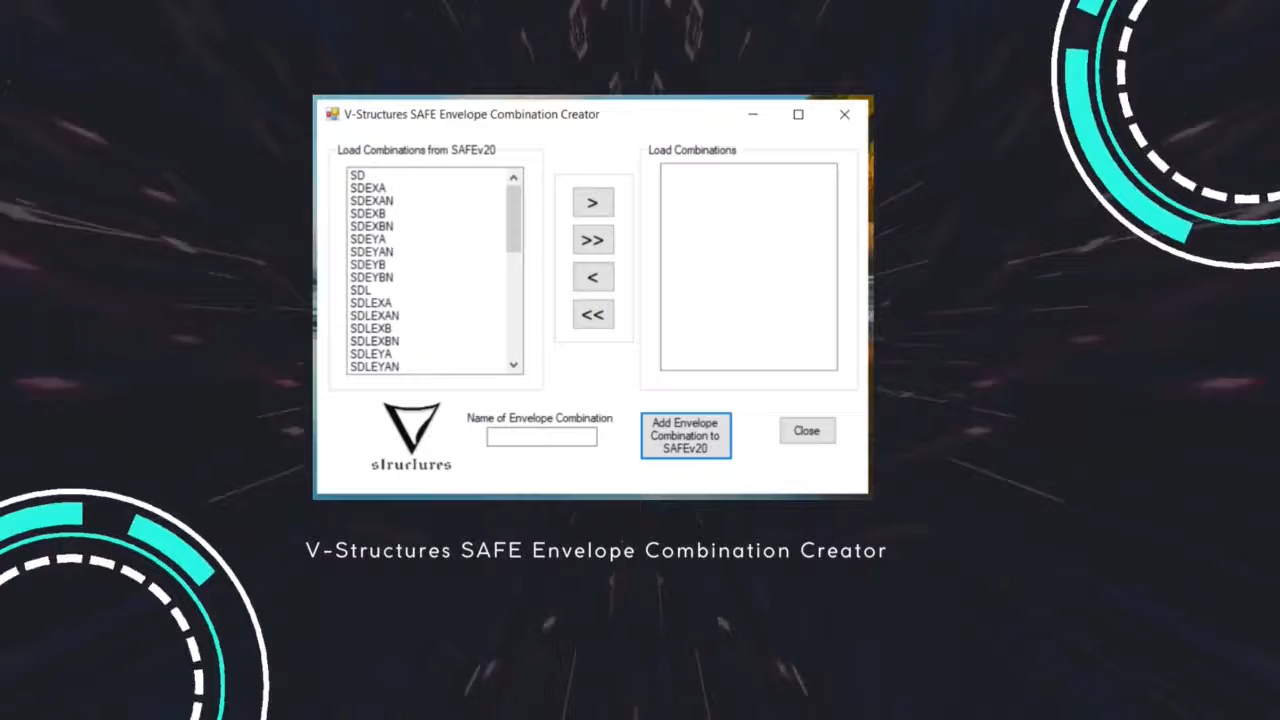 V-Structures SAFE Envelope Combination Creator
Load Combinations from SAFEv20
SD
SDEXA
SDEXAN
SDEXB
SDEXBN
SDEYA
SDEYAN
SDEYB
SDEYBN
SDL
SDLEXA
SDLEXAN
SDLEXB
SDLEXBN
SDLEYA
SDLEYAN
>
>>
<
<<
Load Combinations
structures
Name of Envelope Combination
Add Envelope
Combination to
SAFEv20
Close
V-Structures SAFE Envelope Combination Creator